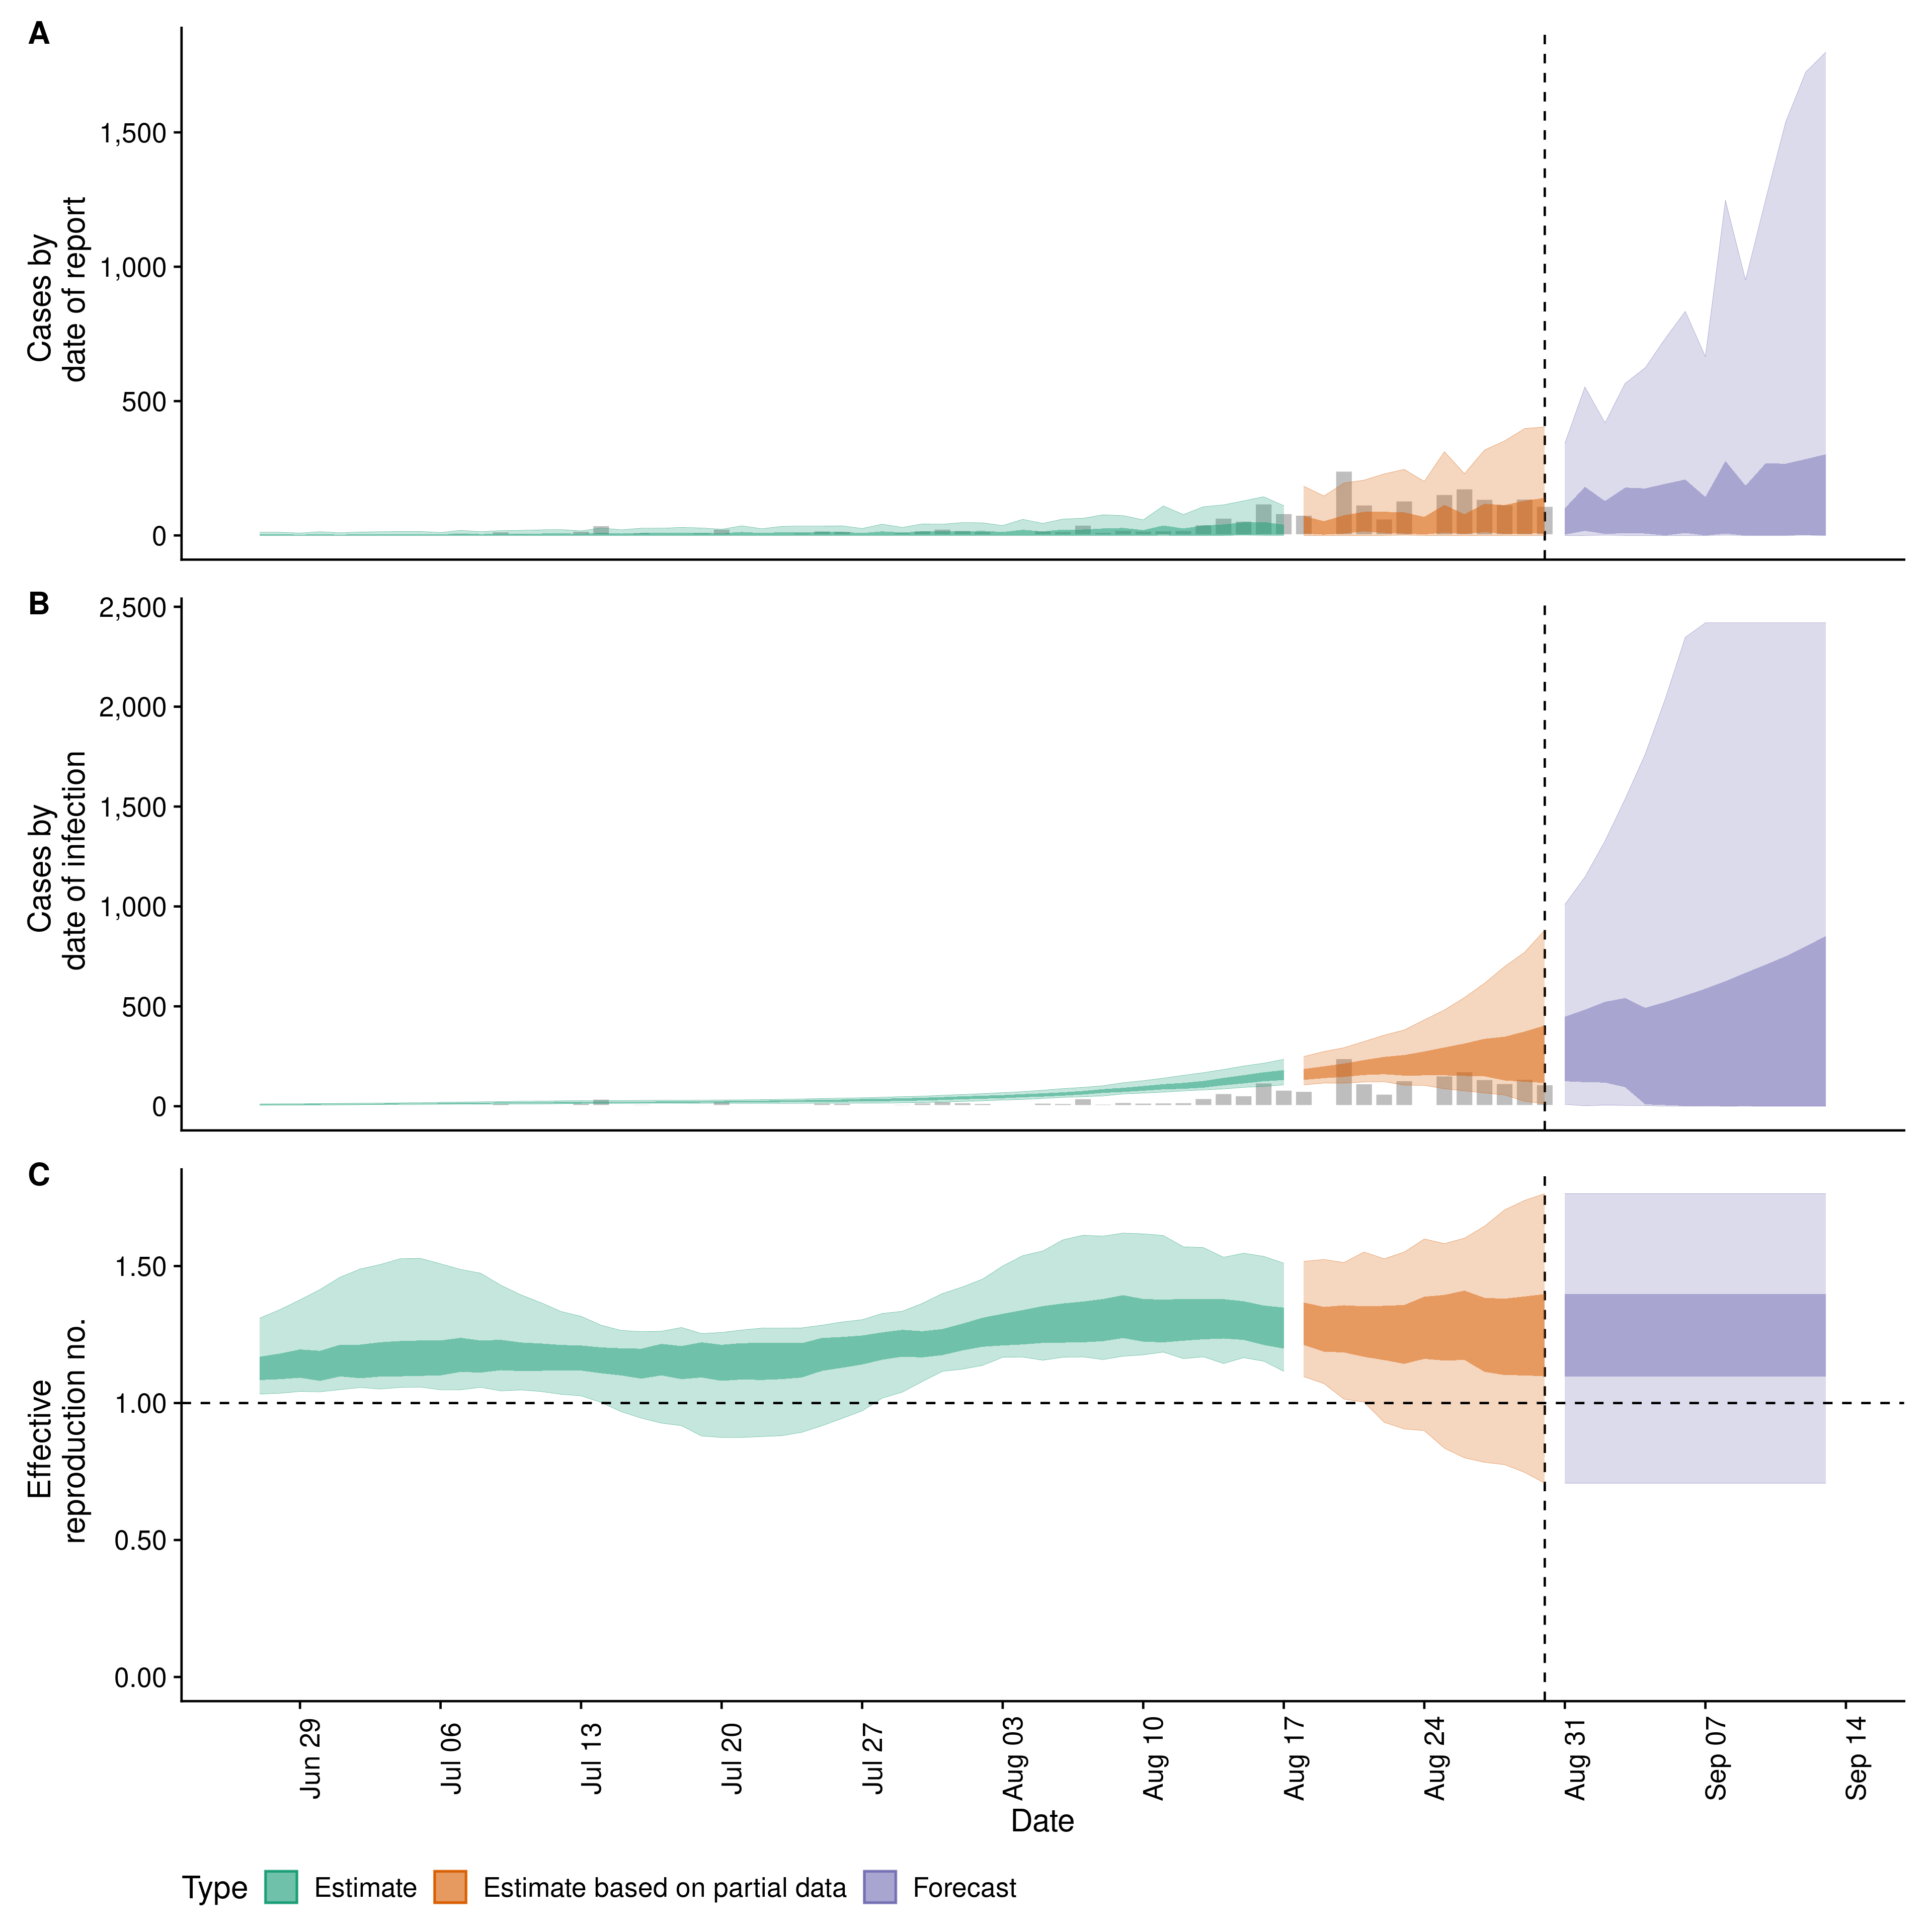 A
Cases by
date of report
1,500
1,000
500
0
B
Cases by
date of infection
2,500
2,000
1,500
1,000
500
0
C
Effective
reproduction no.
1.50
1.00
0.50
0.00
Jun 29
Jul 06
Jul 13
Jul 20
Jul 27
Aug 03
Aug 10
Aug 17
Aug 24
Aug 31
Sep 07
Sep 14
Date
Type Estimate Estimate based on partial data Forecast